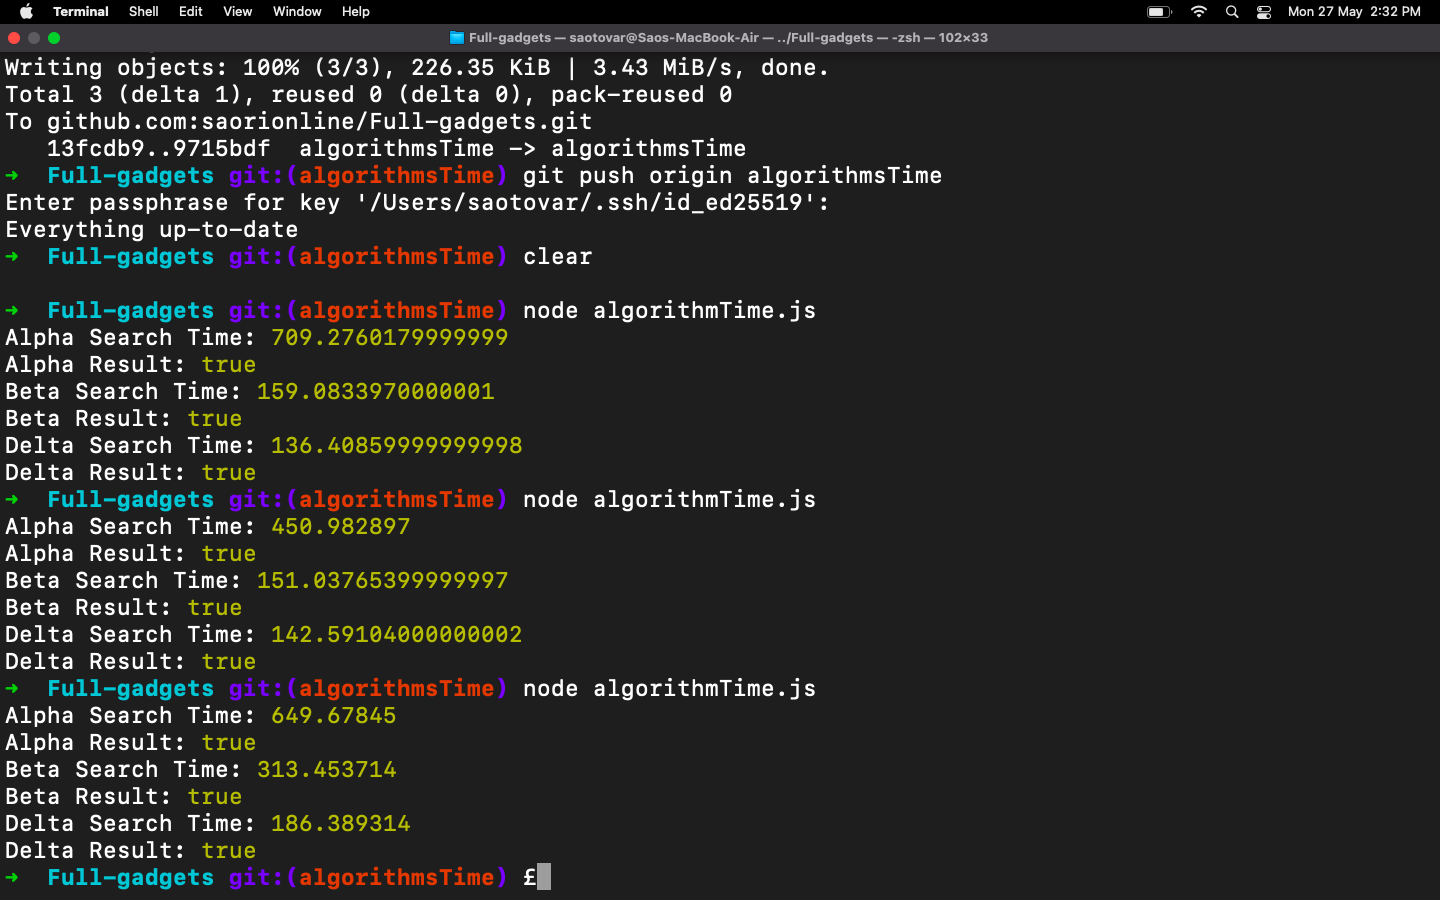 Terminal Shell Edit View Window Help Mon 27 May 2:32 PM
Full-gadgets — saotovar@Saos-MacBook-Air — ../Full-gadgets — -zsh — 102×33
Writing objects: 100% (3/3), 226.35 KiB | 3.43 MiB/s, done.
Total 3 (delta 1), reused 0 (delta 0), pack-reused 0
To github.com:saorionline/Full-gadgets.git
   13fcdb9..9715bdf  algorithmsTime -> algorithmsTime
➜  Full-gadgets git:(algorithmsTime) git push origin algorithmsTime
Enter passphrase for key '/Users/saotovar/.ssh/id_ed25519':
Everything up-to-date
➜  Full-gadgets git:(algorithmsTime) clear
➜  Full-gadgets git:(algorithmsTime) node algorithmTime.js
Alpha Search Time: 709.2760179999999
Alpha Result: true
Beta Search Time: 159.0833970000001
Beta Result: true
Delta Search Time: 136.40859999999998
Delta Result: true
➜  Full-gadgets git:(algorithmsTime) node algorithmTime.js
Alpha Search Time: 450.982897
Alpha Result: true
Beta Search Time: 151.03765399999997
Beta Result: true
Delta Search Time: 142.59104000000002
Delta Result: true
➜  Full-gadgets git:(algorithmsTime) node algorithmTime.js
Alpha Search Time: 649.67845
Alpha Result: true
Beta Search Time: 313.453714
Beta Result: true
Delta Search Time: 186.389314
Delta Result: true
➜  Full-gadgets git:(algorithmsTime) £